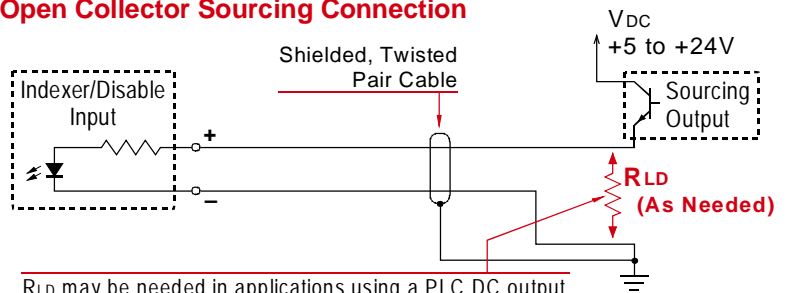 Open Collector Sourcing Connection
VDC
+5 to +24V
Shielded, Twisted
Pair Cable
Indexer/Disable
Input
Sourcing
Output
+
–
RLD
(As Needed)
RLD may be needed in applications using a PLC DC output